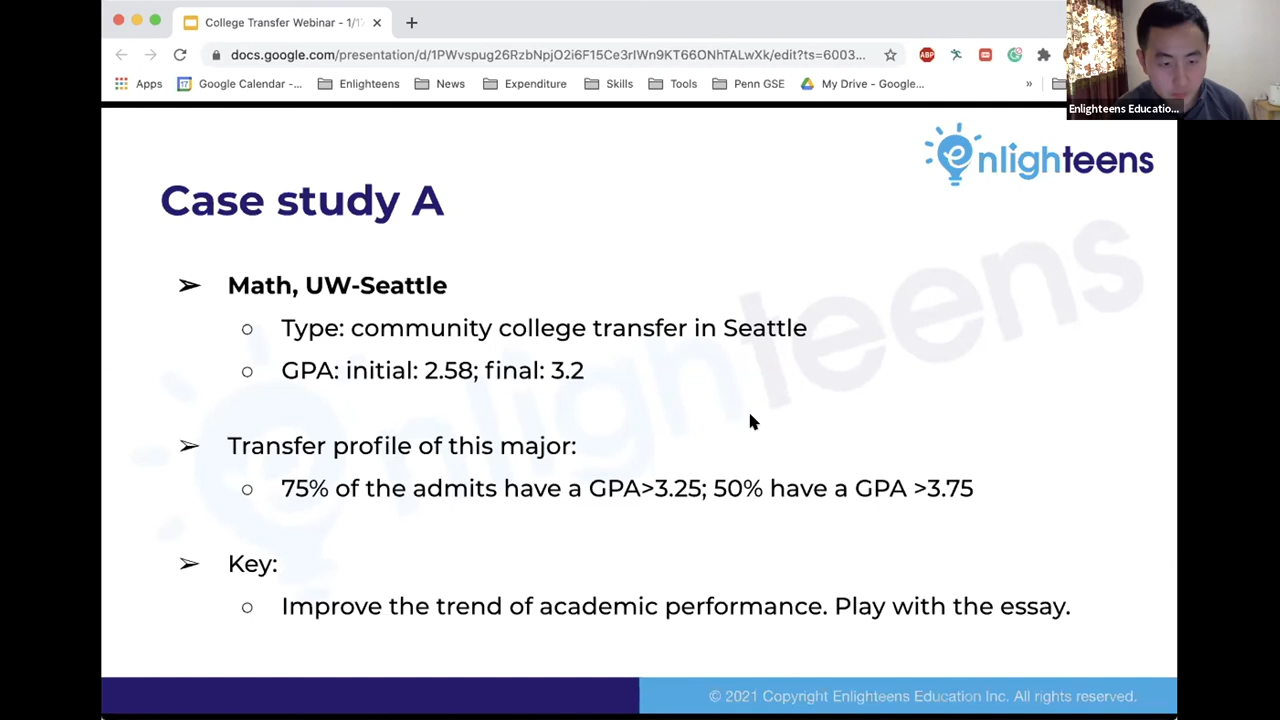 College Transfer Webinar - 1/1
docs.google.com/presentation/d/1PWvspug26RzbNpjO2i6F15Ce3rIWn9KT66ONhTALwXk/edit?ts=6003...
ABP
Apps
17
Google Calendar -...
Enlighteens
News
Expenditure
Skills
Tools
Penn GSE
My Drive - Google...
»
Enlighteens Educatio...
enlighteens
Case study A
➢ Math, UW-Seattle
○ Type: community college transfer in Seattle
○ GPA: initial: 2.58; final: 3.2
➢ Transfer profile of this major:
○ 75% of the admits have a GPA>3.25; 50% have a GPA >3.75
➢ Key:
○ Improve the trend of academic performance. Play with the essay.
enlighteens
© 2021 Copyright Enlighteens Education Inc. All rights reserved.